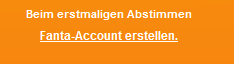 Beim erstmaligen Abstimmen
Fanta-Account erstellen.